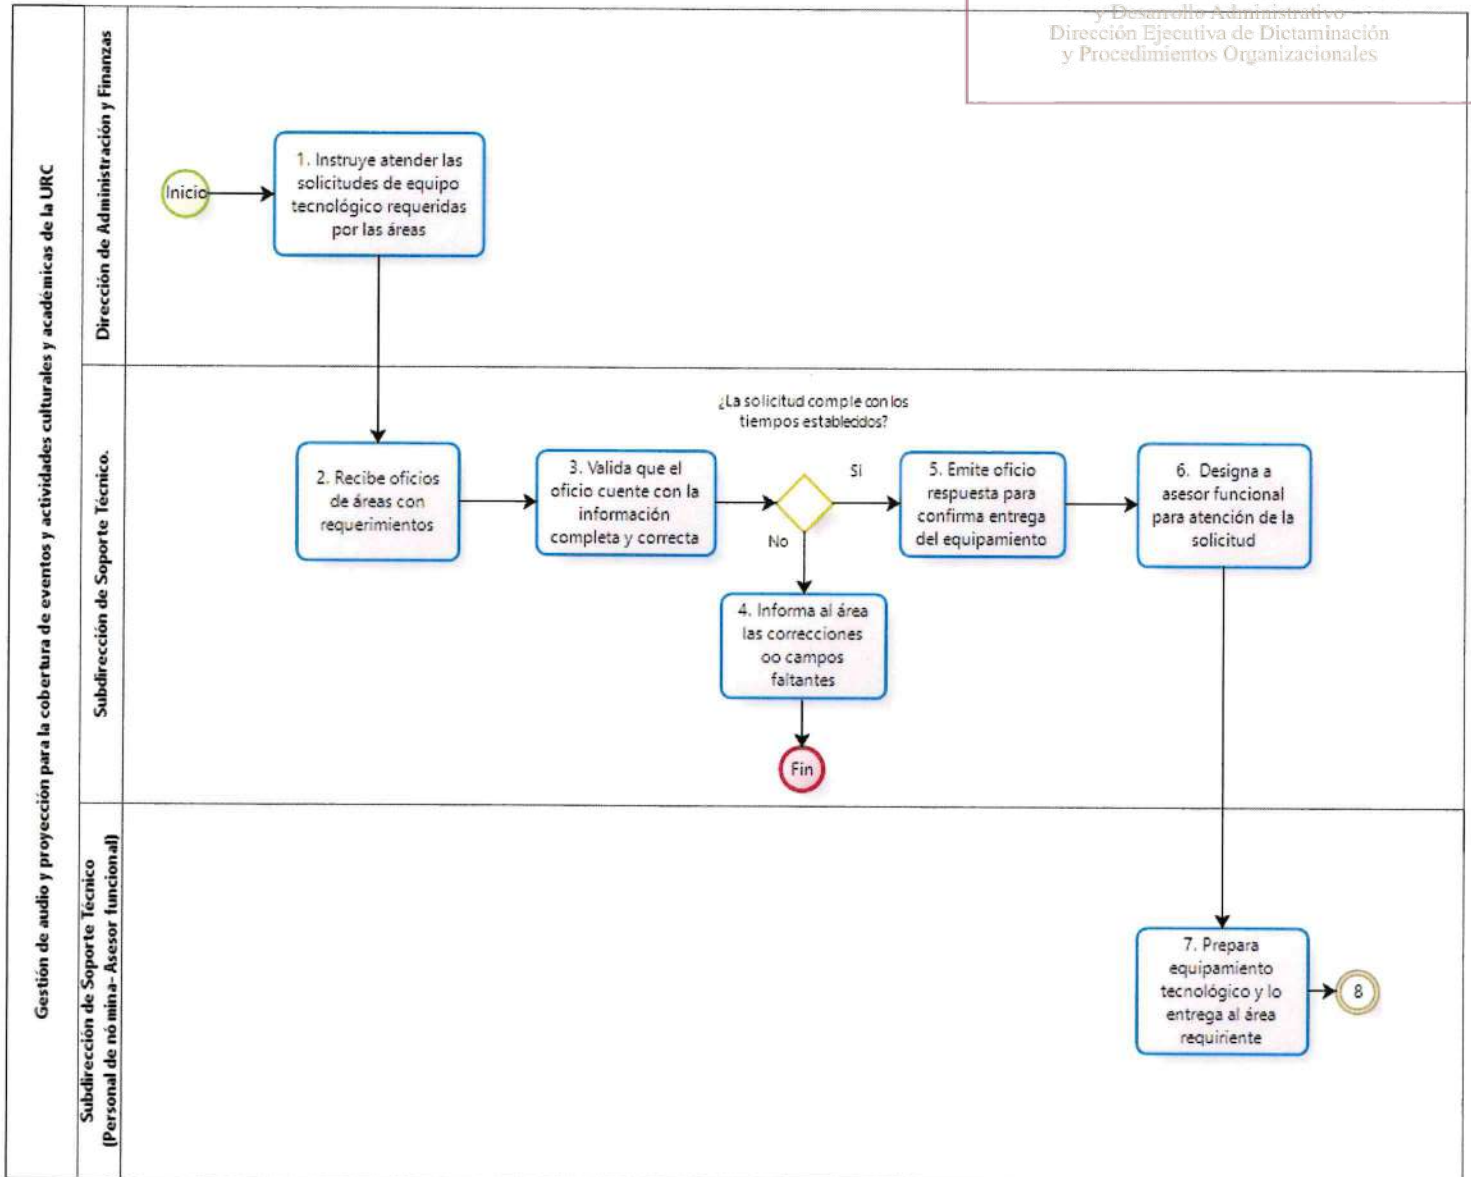 y Desarrollo Administrativo
Dirección Ejecutiva de Dictaminación
y Procedimientos Organizacionales
Gestión de audio y proyección para la cobertura de eventos y actividades culturales y académicas de la URC
Dirección de Administración y Finanzas
Inicio
1. Instruye atender las
solicitudes de equipo
tecnológico requeridas
por las áreas
Subdirección de Soporte Técnico.
2. Recibe oficios
de áreas con
requerimientos
3. Valida que el
oficio cuente con la
información
completa y correcta
¿La solicitud comple con los
tiempos establecidos?
Si
No
4. Informa al área
las correcciones
oo campos
faltantes
Fin
5. Emite oficio
respuesta para
confirma entrega
del equipamiento
6. Designa a
asesor funcional
para atención de la
solicitud
Subdirección de Soporte Técnico
(Personal de nó mina- Asesor funcional)
7. Prepara
equipamiento
tecnológico y lo
entrega al área
requiriente
8